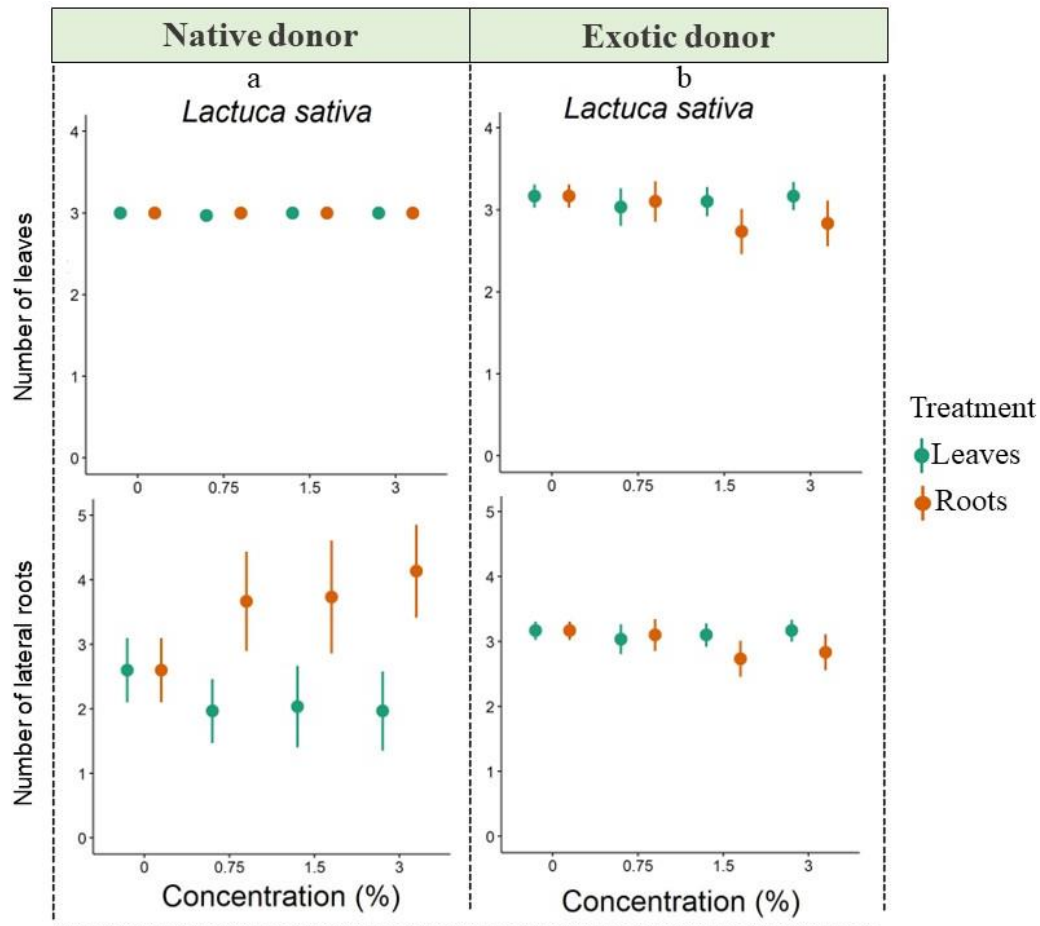 Native donor
Exotic donor
a
b
Lactuca sativa
Lactuca sativa
Number of leaves
4
3
2
1
0
0
0.75
1.5
3
4
3
2
1
0
0
0.75
1.5
3
Treatment
Leaves
Roots
Number of lateral roots
5
4
3
2
1
0
0
0.75
1.5
3
Concentration (%)
5
4
3
2
1
0
0
0.75
1.5
3
Concentration (%)